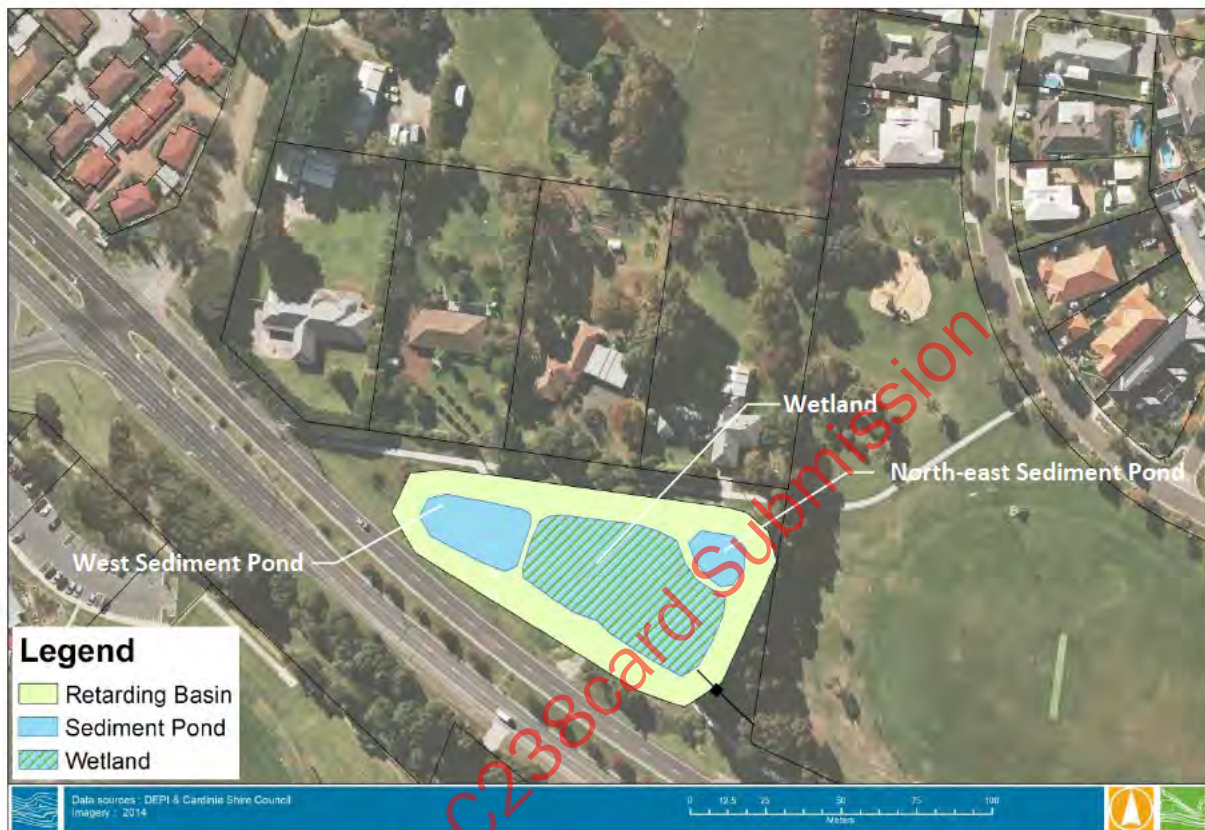 Wetland
North-east Sediment Pond
West Sediment Pond
C238card Submission
Legend
Retarding Basin
Sediment Pond
Wetland
Data sources : DEPI & Cardinia Shire Council
Imagery : 2014
0 12.5 25 50 75 100
Meters